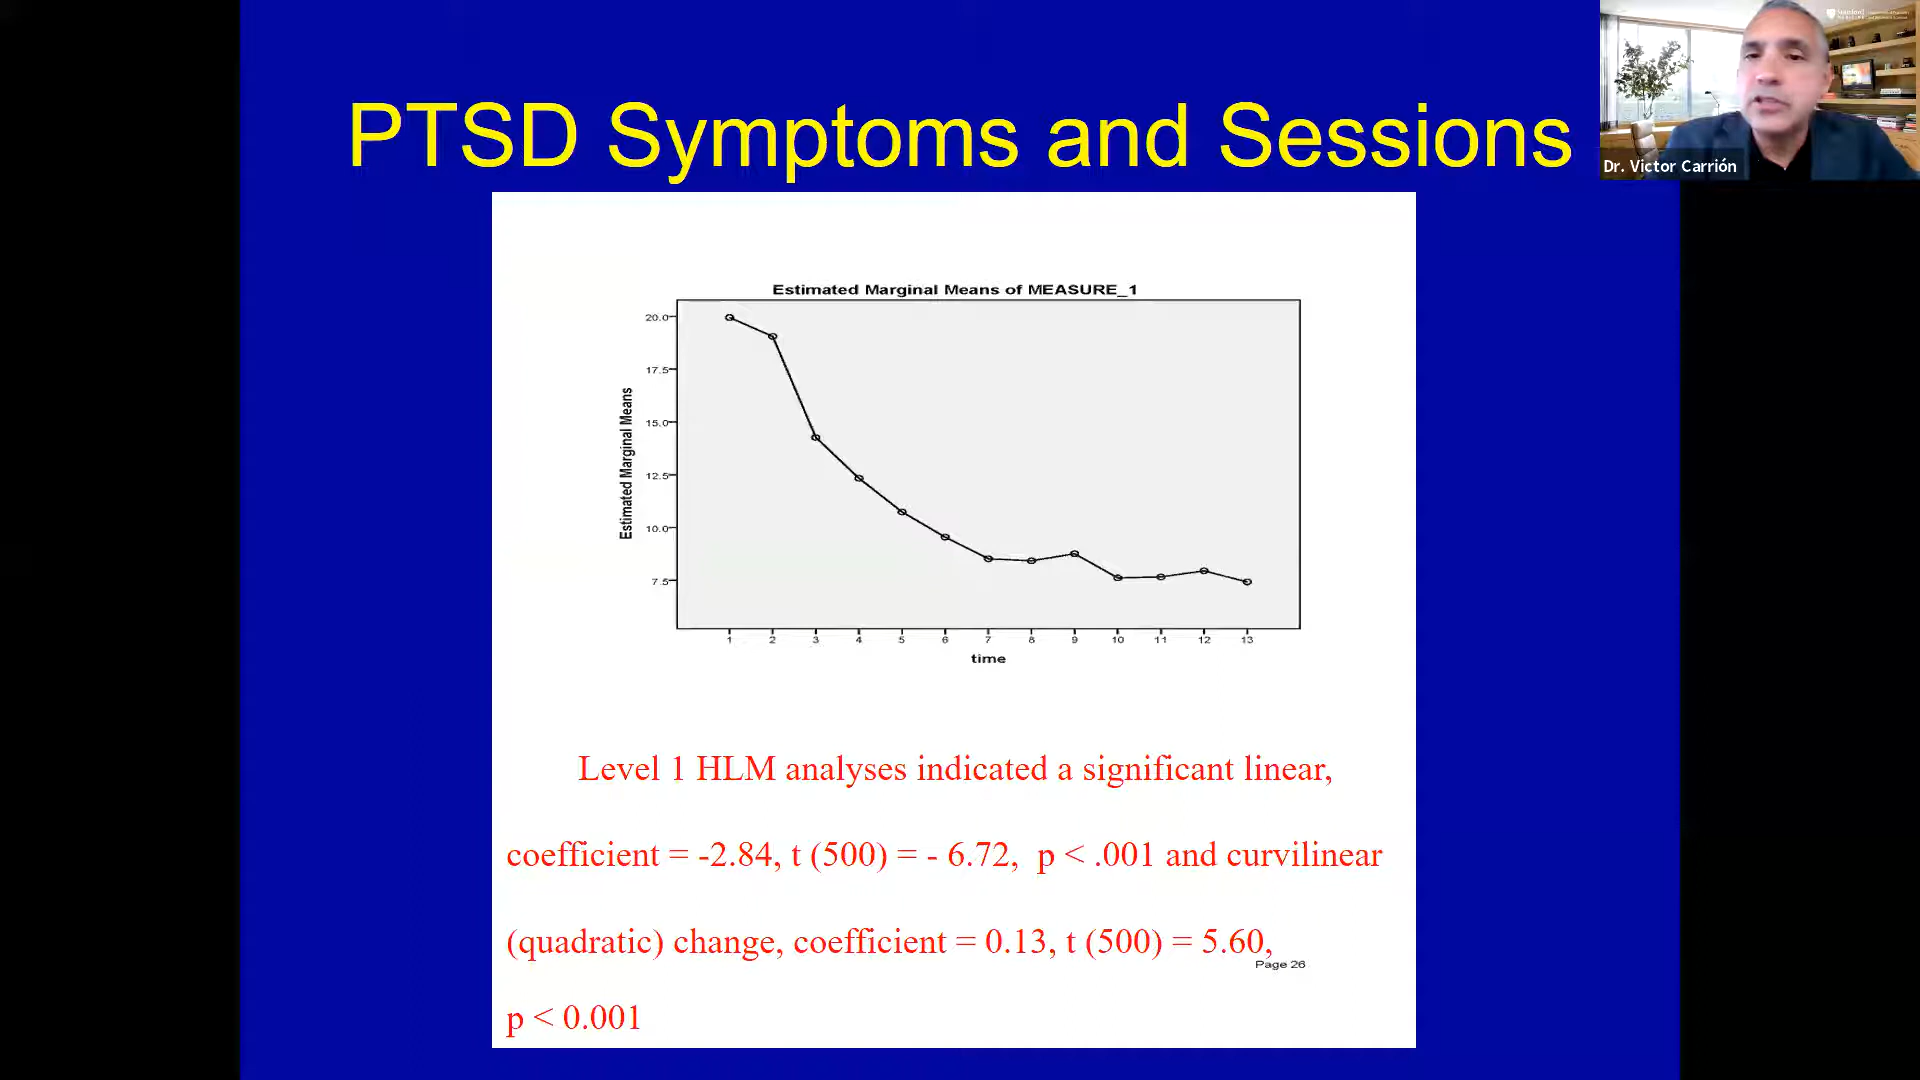 PTSD Symptoms and Sessions
Dr. Victor Carrión
Estimated Marginal Means of MEASURE_1
Estimated Marginal Means
20.0
17.5
15.0
12.5
10.0
7.5
1 2 3 4 5 6 7 8 9 10 11 12 13
time
Level 1 HLM analyses indicated a significant linear,
coefficient = -2.84, t (500) = - 6.72, p < .001 and curvilinear
(quadratic) change, coefficient = 0.13, t (500) = 5.60,
Page 26
p < 0.001